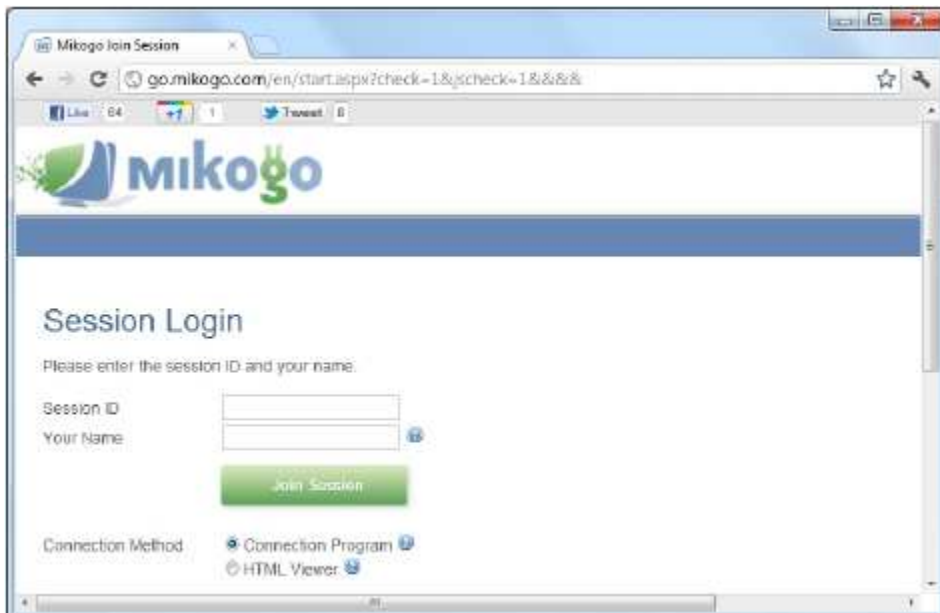 Mikogo Join Session
go.mikogo.com/en/start.aspx?check=1&jscheck=1&&&&
Like 64 +1 1 Tweet 8
mikogo
Session Login
Please enter the session ID and your name.
Session ID
Your Name
Join Session
Connection Method Connection Program
HTML Viewer